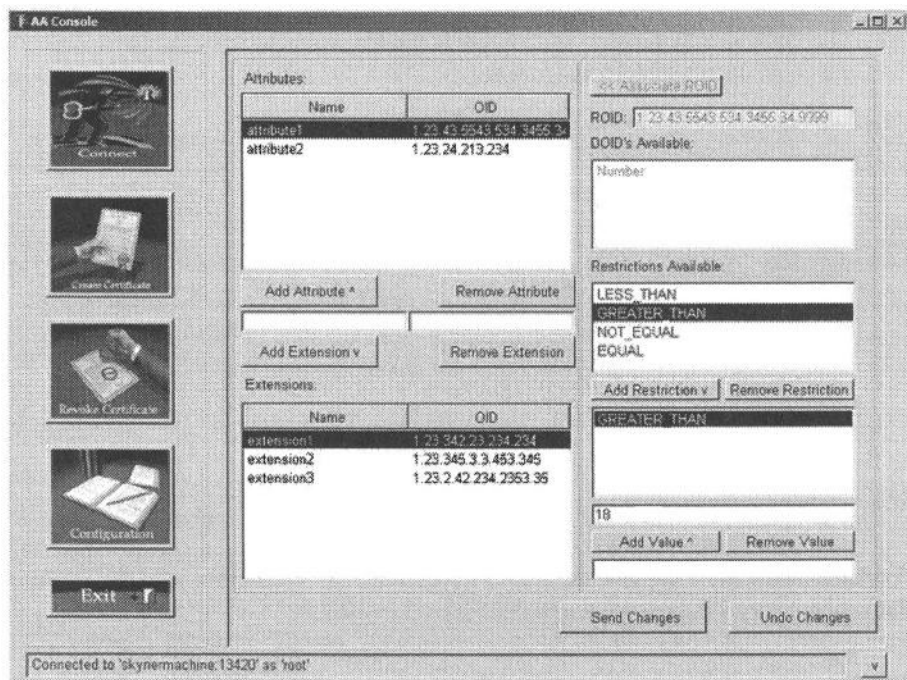 AA Console
Connect
Create Certificate
Revoke Certificate
Configuration
Exit
Attributes:
Name OID
attribute1 1.23.43.5543.534.3455.34
attribute2 1.23.24.213.234
Add Attribute ^ Remove Attribute
Add Extension v Remove Extension
Extensions:
Name OID
extension1 1.23.342.23.234.234
extension2 1.23.345.3.3.453.345
extension3 1.23.2.42.234.2353.35
<< Associate ROID
ROID: 1.23.43.5543.534.3455.34.9999
DOID's Available:
Number
Restrictions Available:
LESS_THAN
GREATER_THAN
NOT_EQUAL
EQUAL
Add Restriction v Remove Restriction
GREATER_THAN
18
Add Value ^ Remove Value
Send Changes Undo Changes
Connected to 'skynermachine:13420' as 'root' v